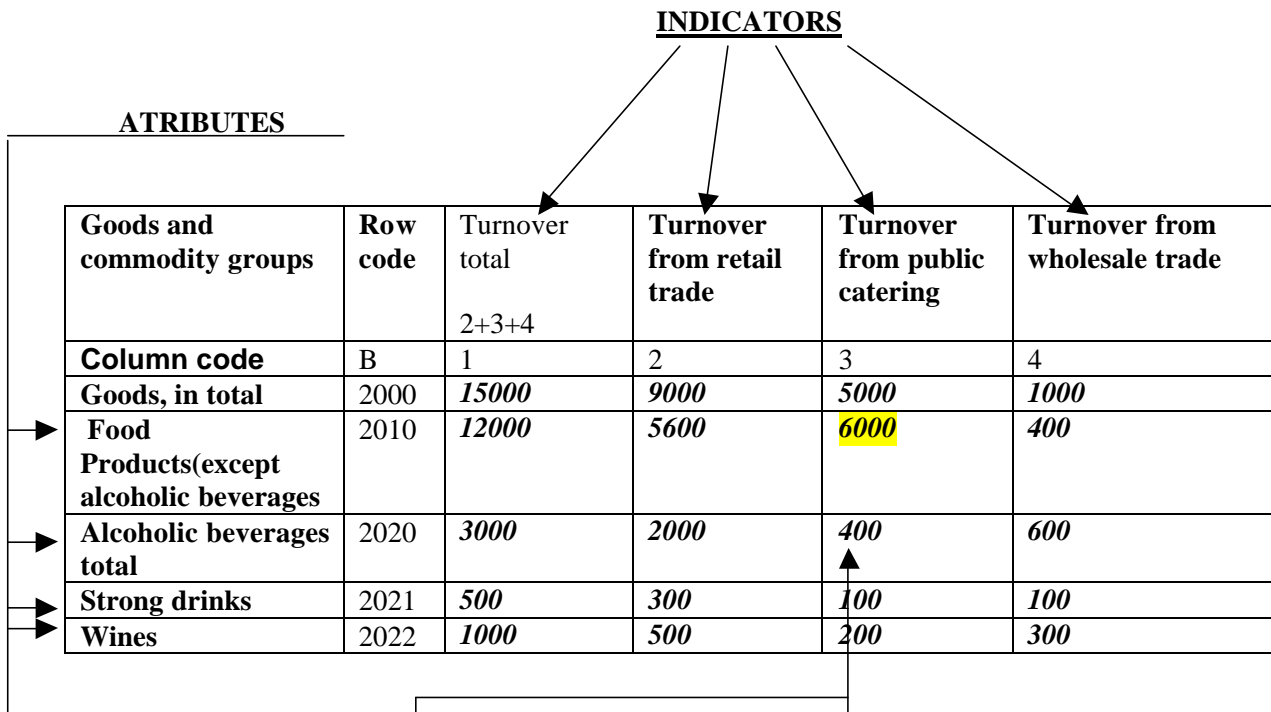 INDICATORS
ATRIBUTES
Goods and
commodity groups
Row
code
Turnover
total
2+3+4
Turnover
from retail
trade
Turnover
from public
catering
Turnover from
wholesale trade
Column code B 1 2 3 4
Goods, in total 2000 15000 9000 5000 1000
Food 2010 12000 5600 6000 400
Products(except
alcoholic beverages
Alcoholic beverages 2020 3000 2000 400 600
total
Strong drinks 2021 500 300 100 100
Wines 2022 1000 500 200 300